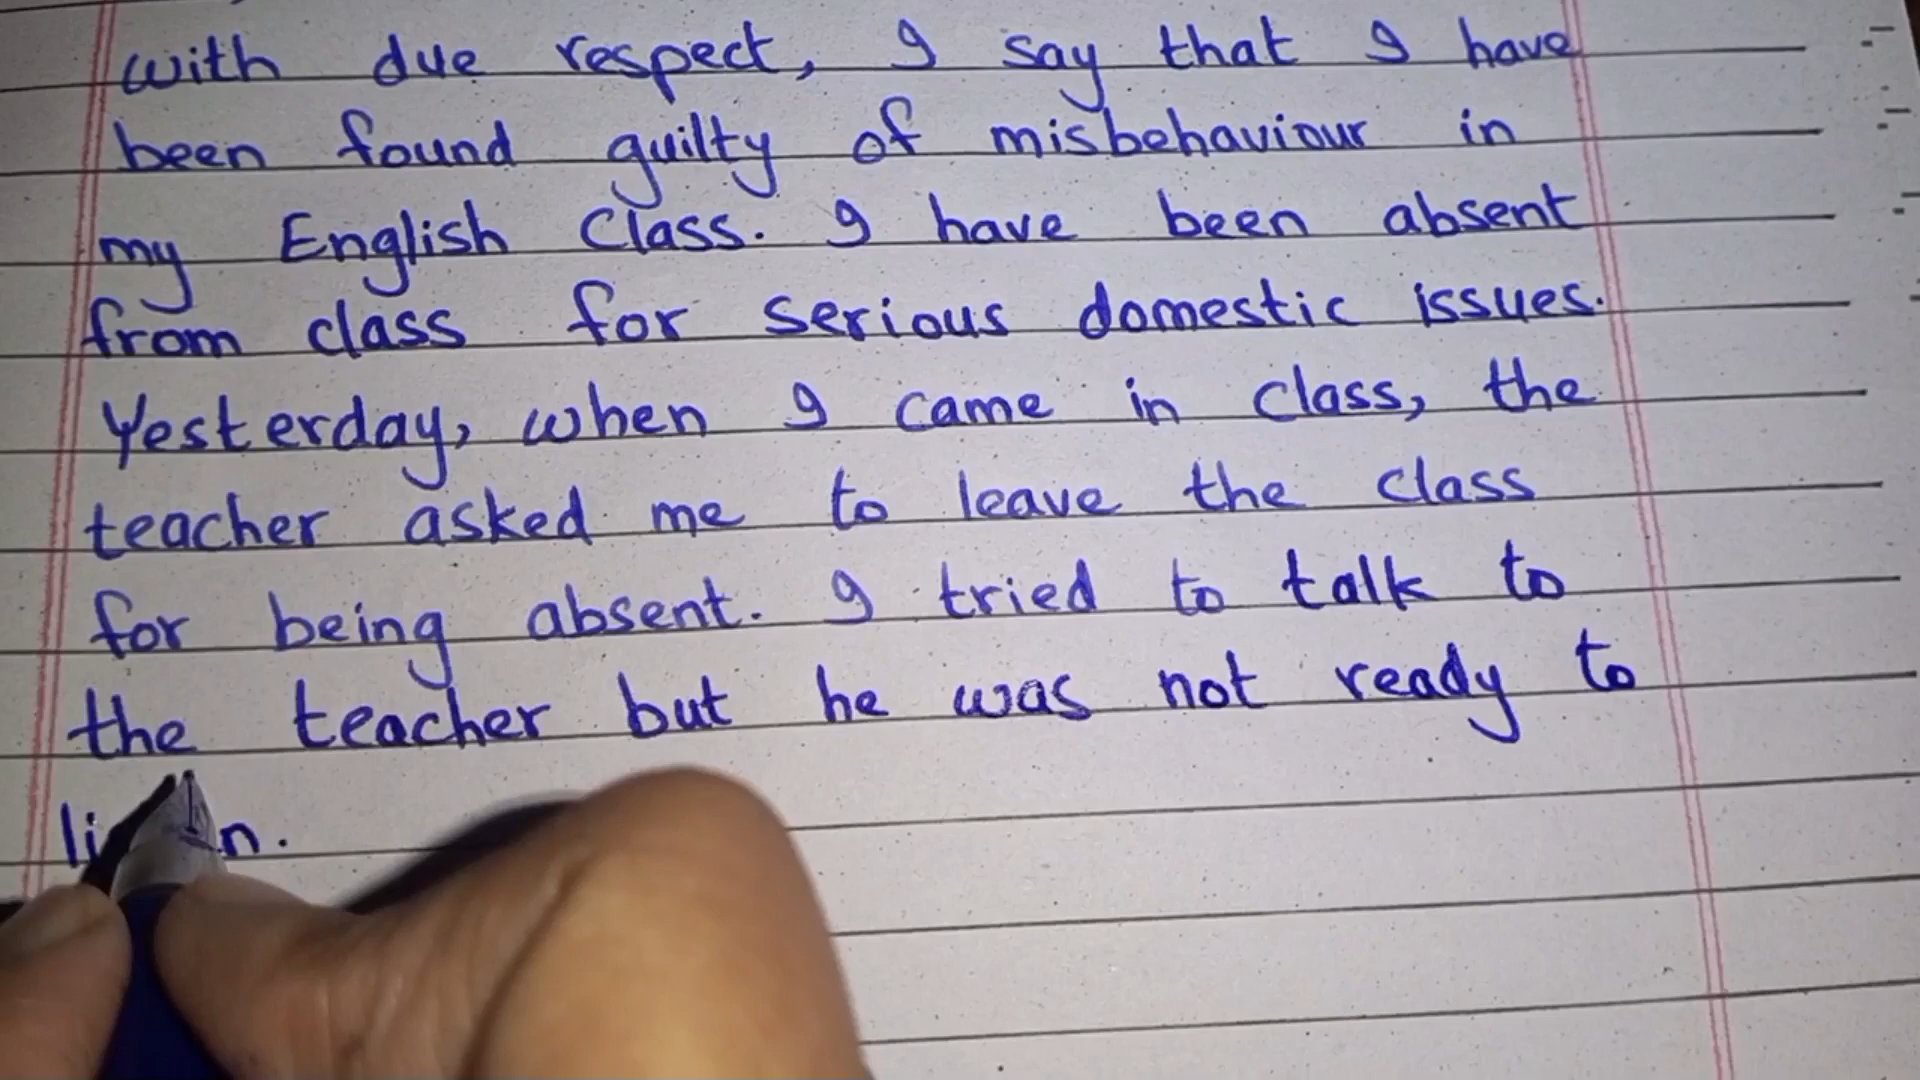 with due respect, I say that I have
been found guilty of misbehaviour in
my English Class. I have been absent
from class for serious domestic issues.
Yesterday, when I came in class, the
teacher asked me to leave the class
for being absent. I tried to talk to
the teacher but he was not ready to